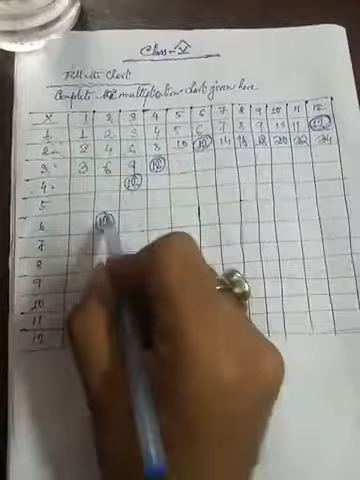 Class-V
Fill in the Chart
Complete the multiplication chart given here
X 1 2 3 4 5 6 7 8 9 10 11 12
1 1 2 3 4 5 6 7 8 9 10 11 12
2 2 4 6 8 10 12 14 16 18 20 22 24
3 3 6 9 12
4 12
5
6 12
7
8
9
10
11
12